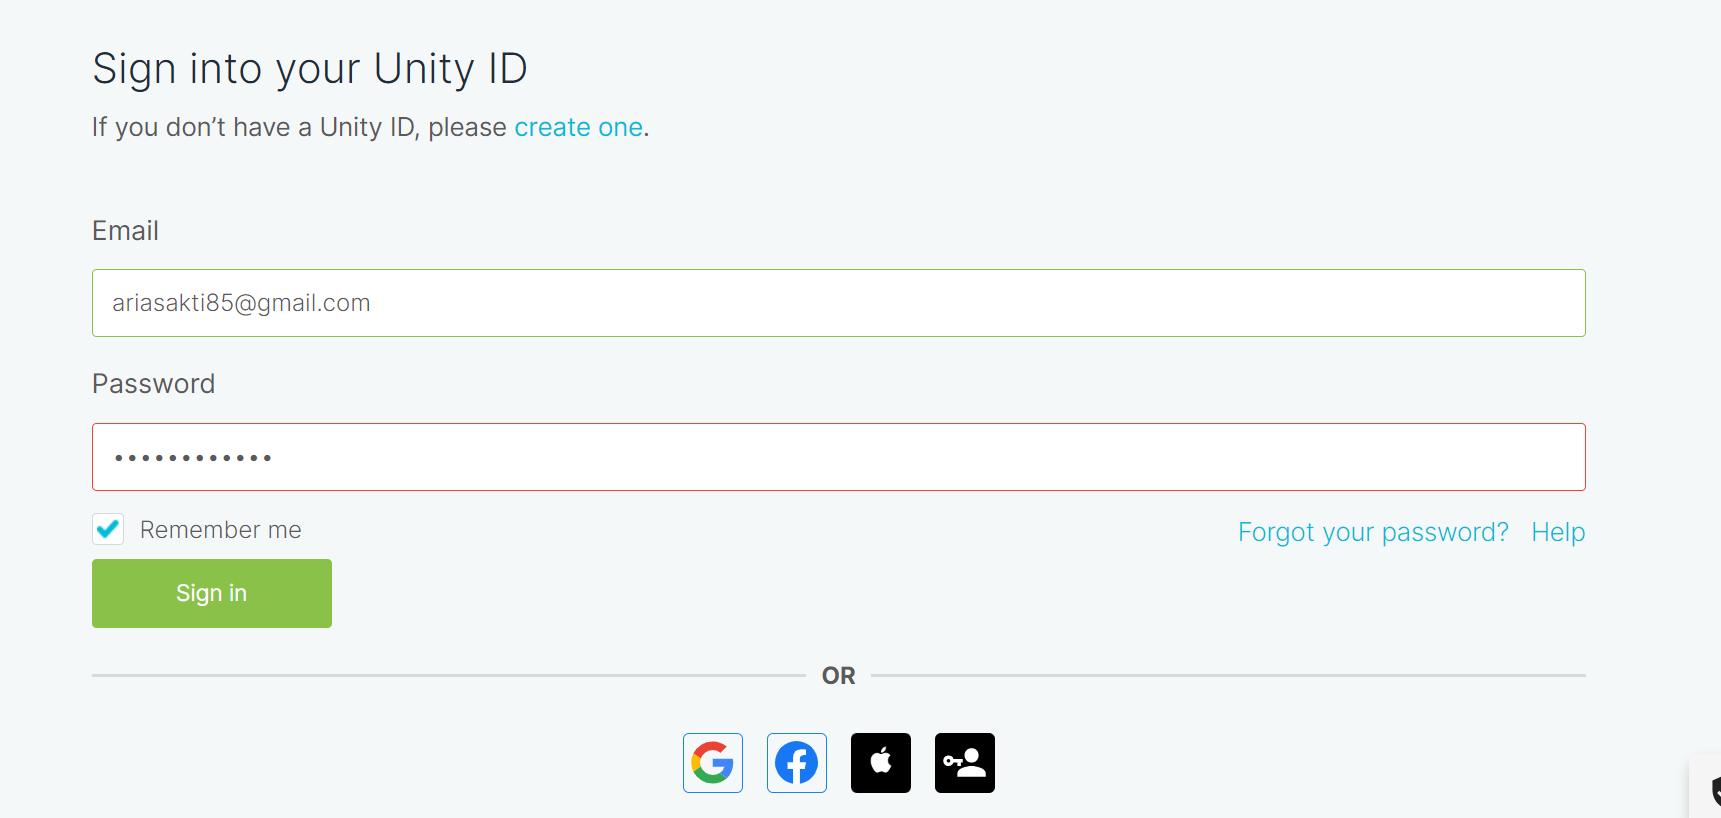 Sign into your Unity ID
If you don’t have a Unity ID, please create one.
Email
ariasakti85@gmail.com
Password
••••••••••••
Remember me
Forgot your password? Help
Sign in
OR